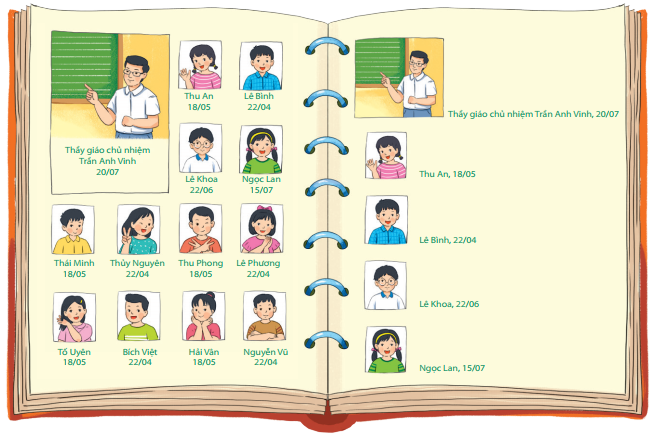 Thu An
18/05
Lê Bình
22/04
Thầy giáo chủ nhiệm
Trần Anh Vinh
20/07
Lê Khoa
22/06
Ngọc Lan
15/07
Thái Minh
18/05
Thủy Nguyên
22/04
Thu Phong
18/05
Lê Phương
22/04
Tố Uyên
18/05
Bích Việt
22/04
Hải Vân
18/05
Nguyễn Vũ
22/04
Thầy giáo chủ nhiệm Trần Anh Vinh, 20/07
Thu An, 18/05
Lê Bình, 22/04
Lê Khoa, 22/06
Ngọc Lan, 15/07